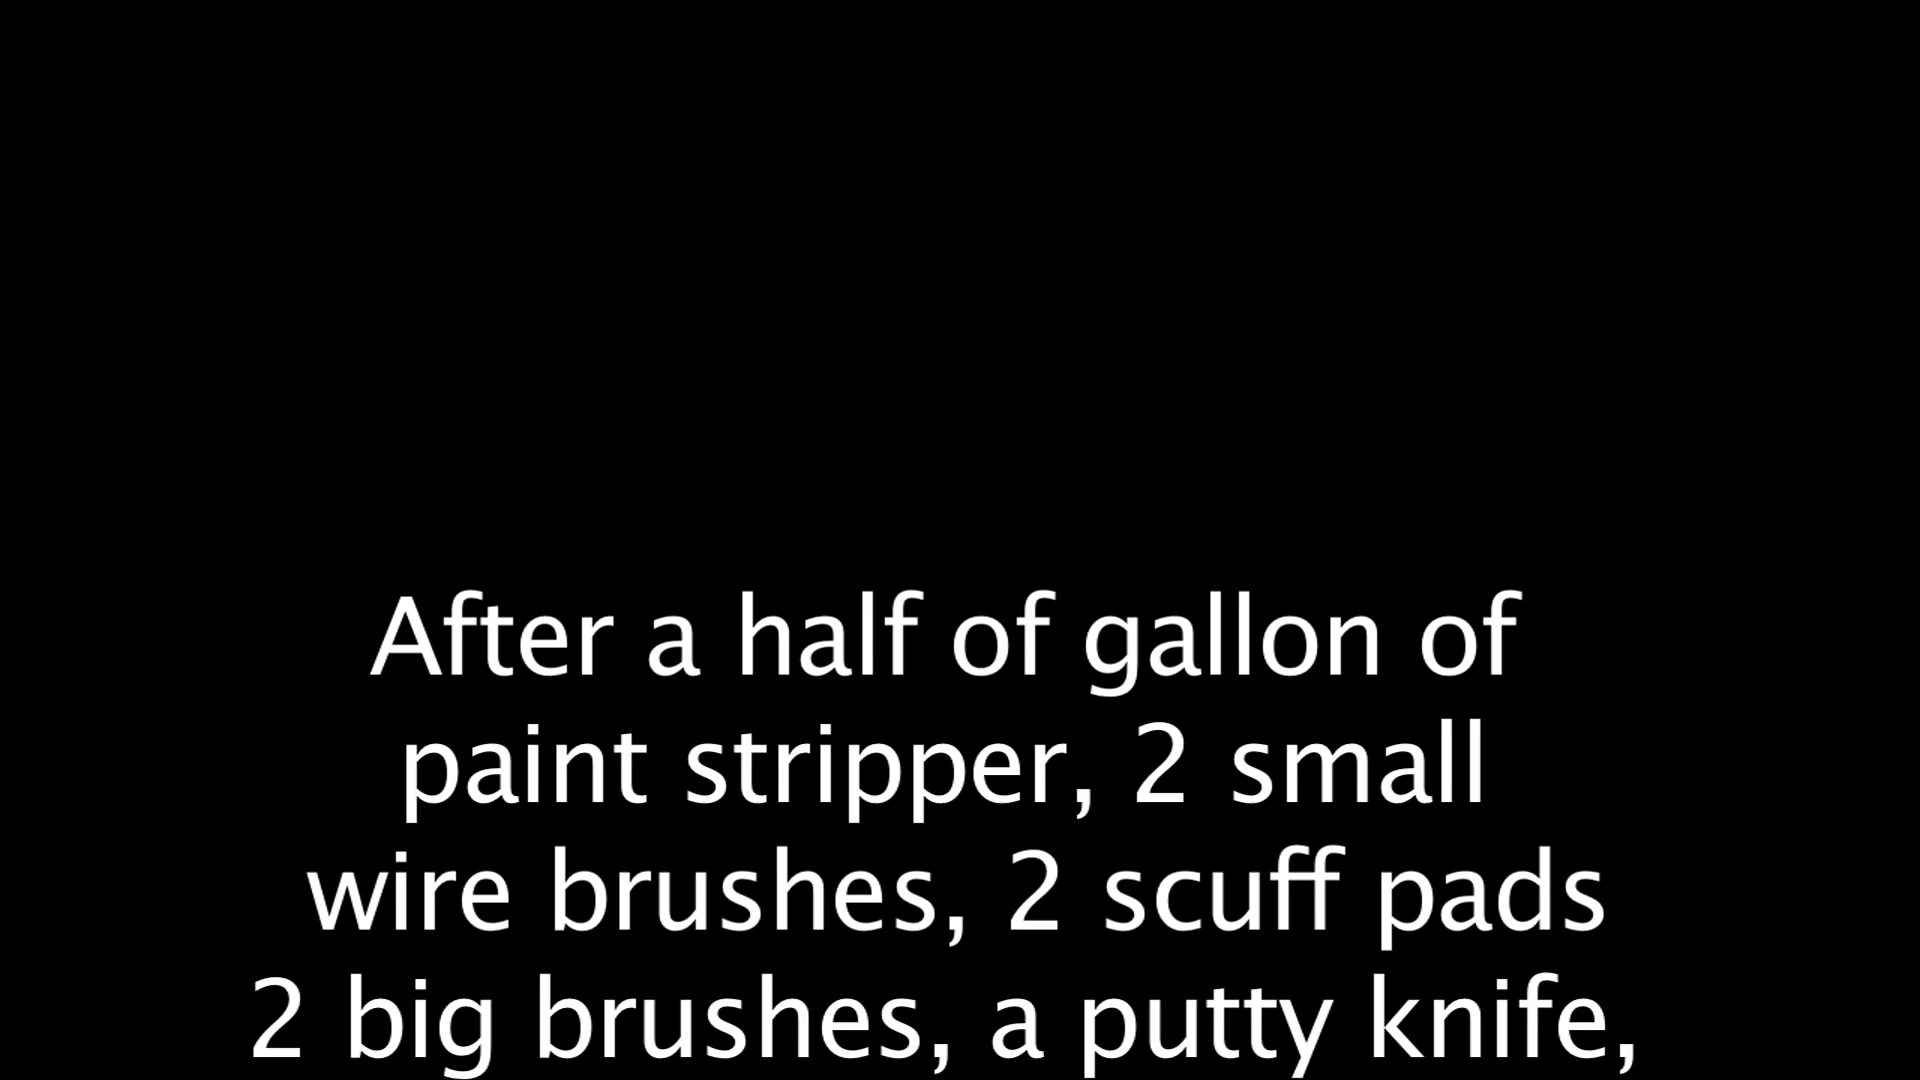 After a half of gallon of
paint stripper, 2 small
wire brushes, 2 scuff pads
2 big brushes, a putty knife,